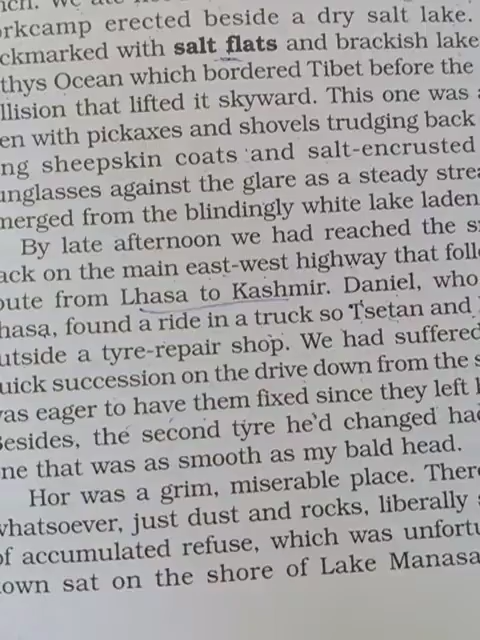 rkcamp erected beside a dry salt lake.
ckmarked with salt flats and brackish lake
thys Ocean which bordered Tibet before the
llision that lifted it skyward. This one was
en with pickaxes and shovels trudging back
ng sheepskin coats and salt-encrusted
unglasses against the glare as a steady strea
merged from the blindingly white lake laden
By late afternoon we had reached the s
ack on the main east-west highway that foll
oute from Lhasa to Kashmir. Daniel, who
hasa, found a ride in a truck so Tsetan and
utside a tyre-repair shop. We had suffered
uick succession on the drive down from the s
as eager to have them fixed since they left
Besides, the second tyre he'd changed had
ne that was as smooth as my bald head.
Hor was a grim, miserable place. There
whatsoever, just dust and rocks, liberally
of accumulated refuse, which was unfortu
own sat on the shore of Lake Manasa